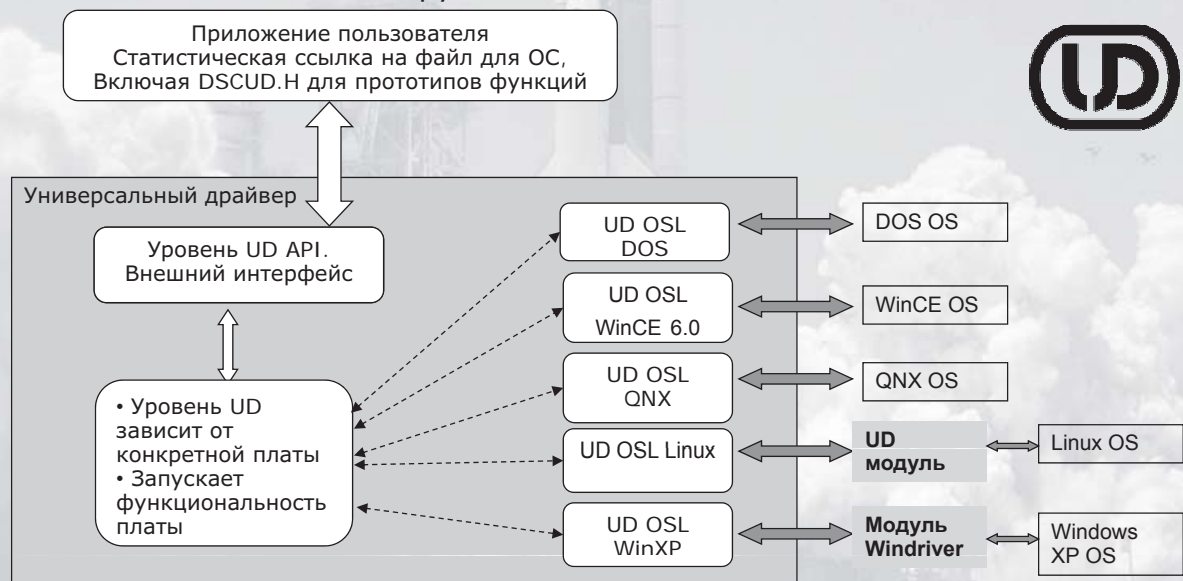 Приложение пользователя
Статистическая ссылка на файл для ОС,
Включая DSCUD.H для прототипов функций
UD
Универсальный драйвер
Уровень UD API.
Внешний интерфейс
• Уровень UD
зависит от
конкретной платы
• Запускает
функциональность
платы
UD OSL
DOS
DOS OS
UD OSL
WinCE 6.0
WinCE OS
UD OSL
QNX
QNX OS
UD OSL Linux
UD
модуль
Linux OS
UD OSL
WinXP
Модуль
Windriver
Windows
XP OS